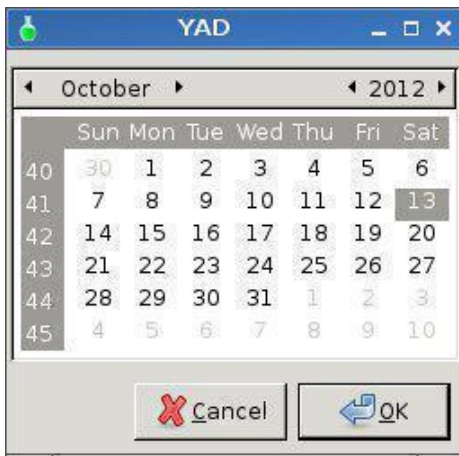 YAD
October 2012
Sun Mon Tue Wed Thu Fri Sat
40 30 1 2 3 4 5 6
41 7 8 9 10 11 12 13
42 14 15 16 17 18 19 20
43 21 22 23 24 25 26 27
44 28 29 30 31 1 2 3
45 4 5 6 7 8 9 10
Cancel OK